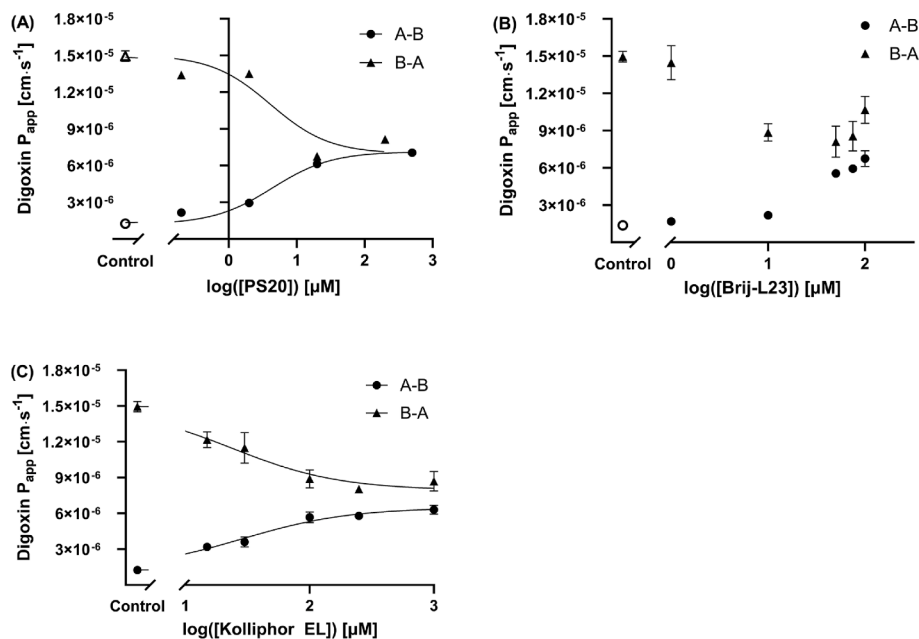 (A)
Digoxin Papp [cm·s-1]
1.8×10-5
1.5×10-5
1.2×10-5
9×10-6
6×10-6
3×10-6
A-B
B-A
Control
0
1
2
3
log([PS20]) [µM]
(B)
Digoxin Papp [cm·s-1]
1.8×10-5
1.5×10-5
1.2×10-5
9×10-6
6×10-6
3×10-6
A-B
B-A
Control
0
1
2
log([Brij-L23]) [µM]
(C)
Digoxin Papp [cm·s-1]
1.8×10-5
1.5×10-5
1.2×10-5
9×10-6
6×10-6
3×10-6
A-B
B-A
Control
1
2
3
log([Kolliphor EL]) [µM]